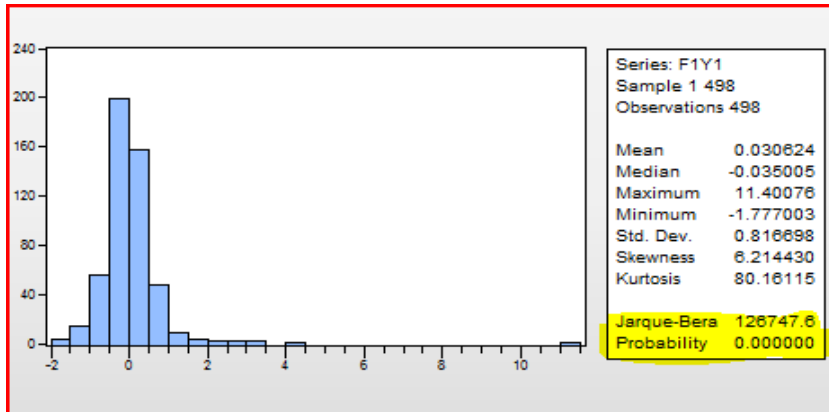 240
200
160
120
80
40
0
-2 0 2 4 6 8 10
Series: F1Y1
Sample 1 498
Observations 498
Mean 0.030624
Median -0.035005
Maximum 11.40076
Minimum -1.777003
Std. Dev. 0.816698
Skewness 6.214430
Kurtosis 80.16115
Jarque-Bera 126747.6
Probability 0.000000